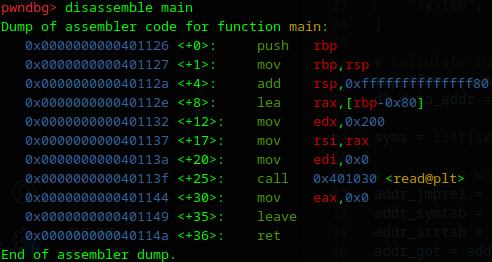 pwndbg> disassemble main
Dump of assembler code for function main:
0x0000000000401126 <+0>: push rbp
0x0000000000401127 <+1>: mov rbp,rsp
0x000000000040112a <+4>: add rsp,0xffffffffffffff80
0x000000000040112e <+8>: lea rax,[rbp-0x80]
0x0000000000401132 <+12>: mov edx,0x200
0x0000000000401137 <+17>: mov rsi,rax
0x000000000040113a <+20>: mov edi,0x0
0x000000000040113f <+25>: call 0x401030 <read@plt>
0x0000000000401144 <+30>: mov eax,0x0
0x0000000000401149 <+35>: leave
0x000000000040114a <+36>: ret
End of assembler dump.